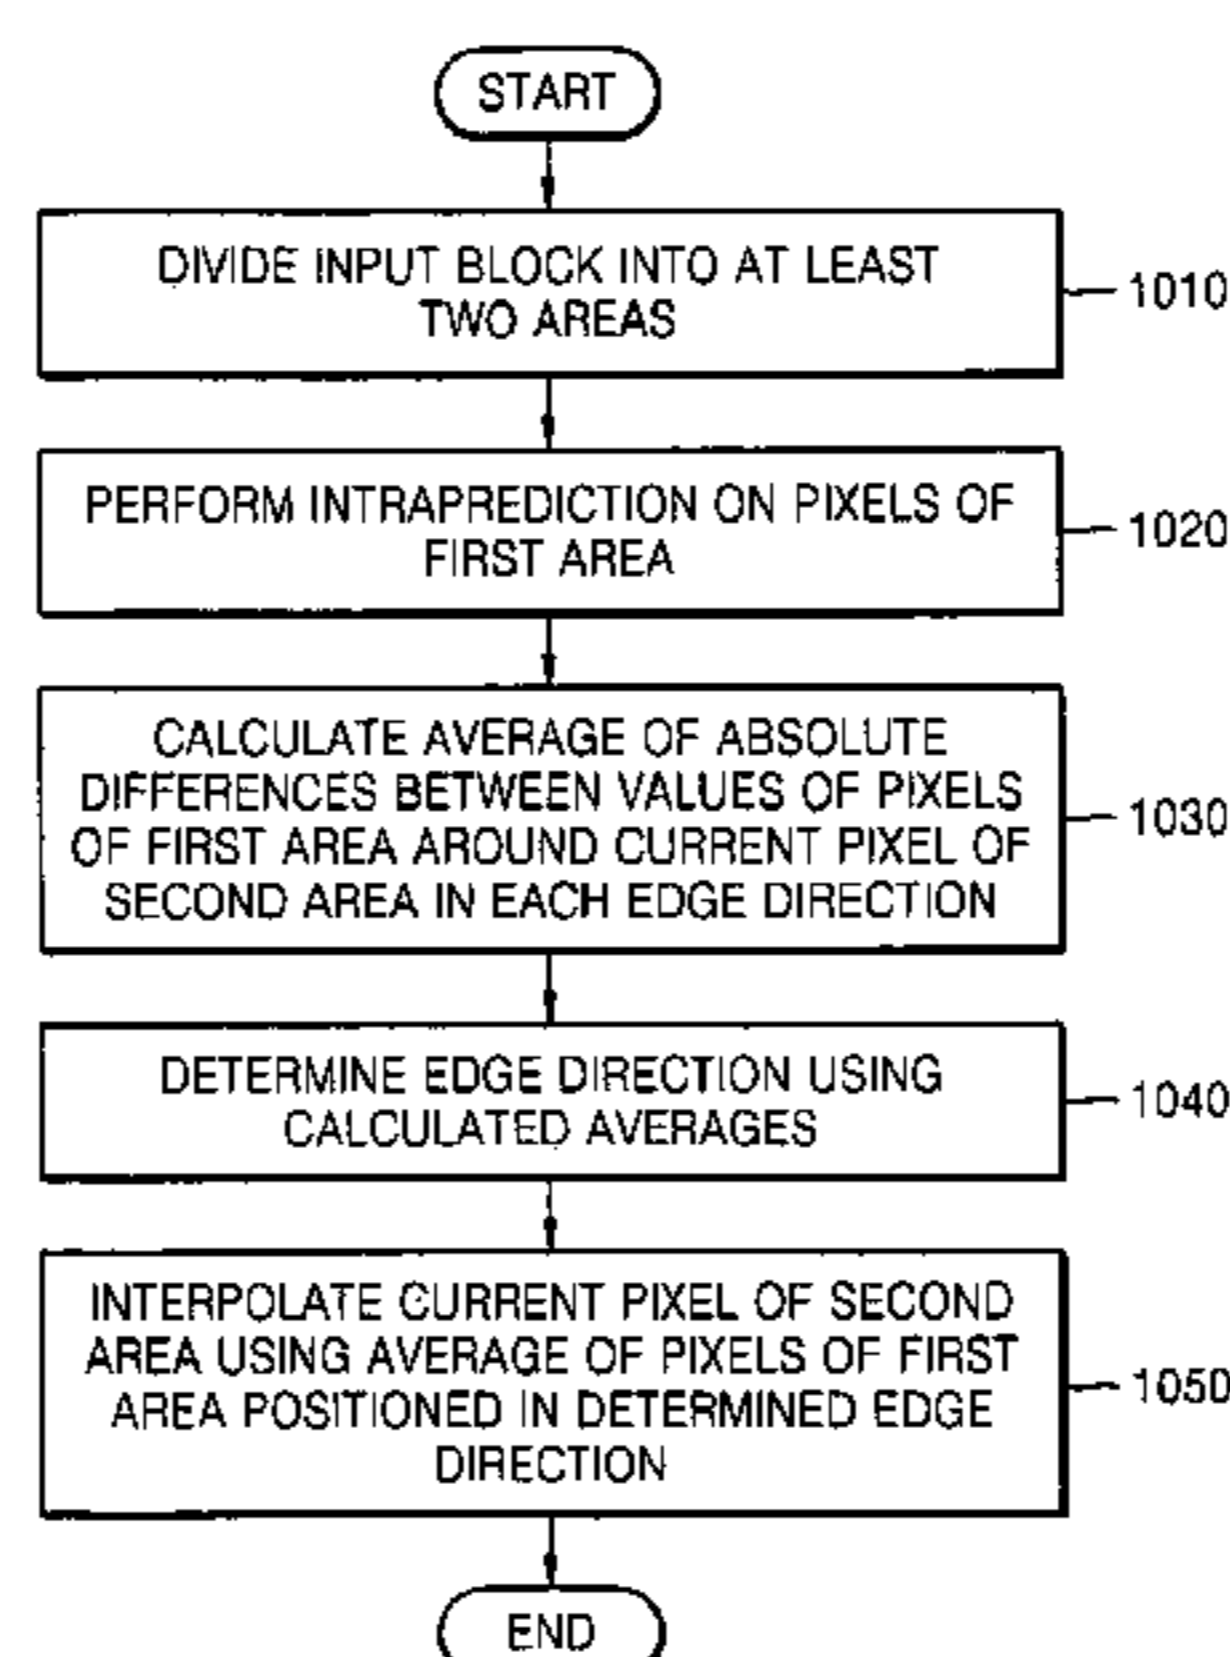 START
DIVIDE INPUT BLOCK INTO AT LEAST
TWO AREAS
1010
PERFORM INTRAPREDICTION ON PIXELS OF
FIRST AREA
1020
CALCULATE AVERAGE OF ABSOLUTE
DIFFERENCES BETWEEN VALUES OF PIXELS
OF FIRST AREA AROUND CURRENT PIXEL OF
SECOND AREA IN EACH EDGE DIRECTION
1030
DETERMINE EDGE DIRECTION USING
CALCULATED AVERAGES
1040
INTERPOLATE CURRENT PIXEL OF SECOND
AREA USING AVERAGE OF PIXELS OF FIRST
AREA POSITIONED IN DETERMINED EDGE
DIRECTION
1050
END